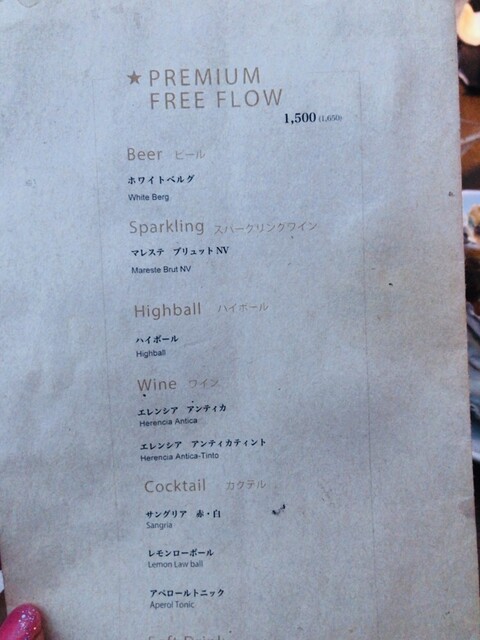 ★ PREMIUM
FREE FLOW
1,500 (1,650)
Beer ビール
ホワイトベルグ
White Berg
Sparkling スパークリングワイン
マレステ ブリュット NV
Mareste Brut NV
Highball ハイボール
ハイボール
Highball
Wine ワイン
エレンシア アンティカ
Herencia Antica
エレンシア アンティカティント
Herencia Antica-Tinto
Cocktail カクテル
サングリア 赤・白
Sangria
レモンローボール
Lemon Law ball
アペロールトニック
Aperol Tonic
Soft Drink